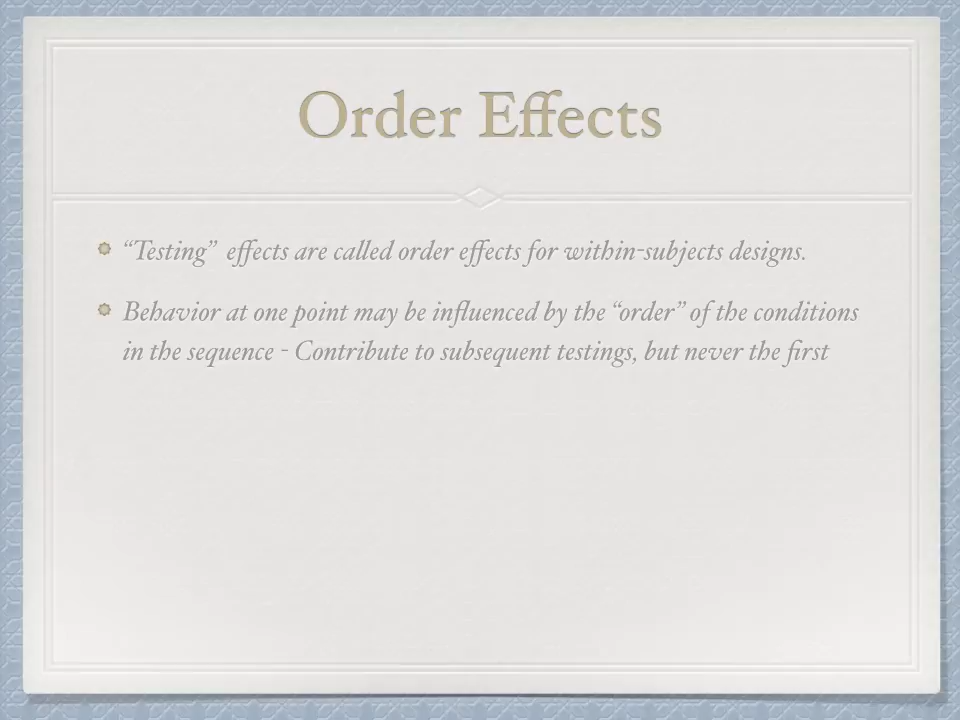 Order Effects
“Testing” effects are called order effects for within-subjects designs.
Behavior at one point may be influenced by the “order” of the conditions
in the sequence - Contribute to subsequent testings, but never the first